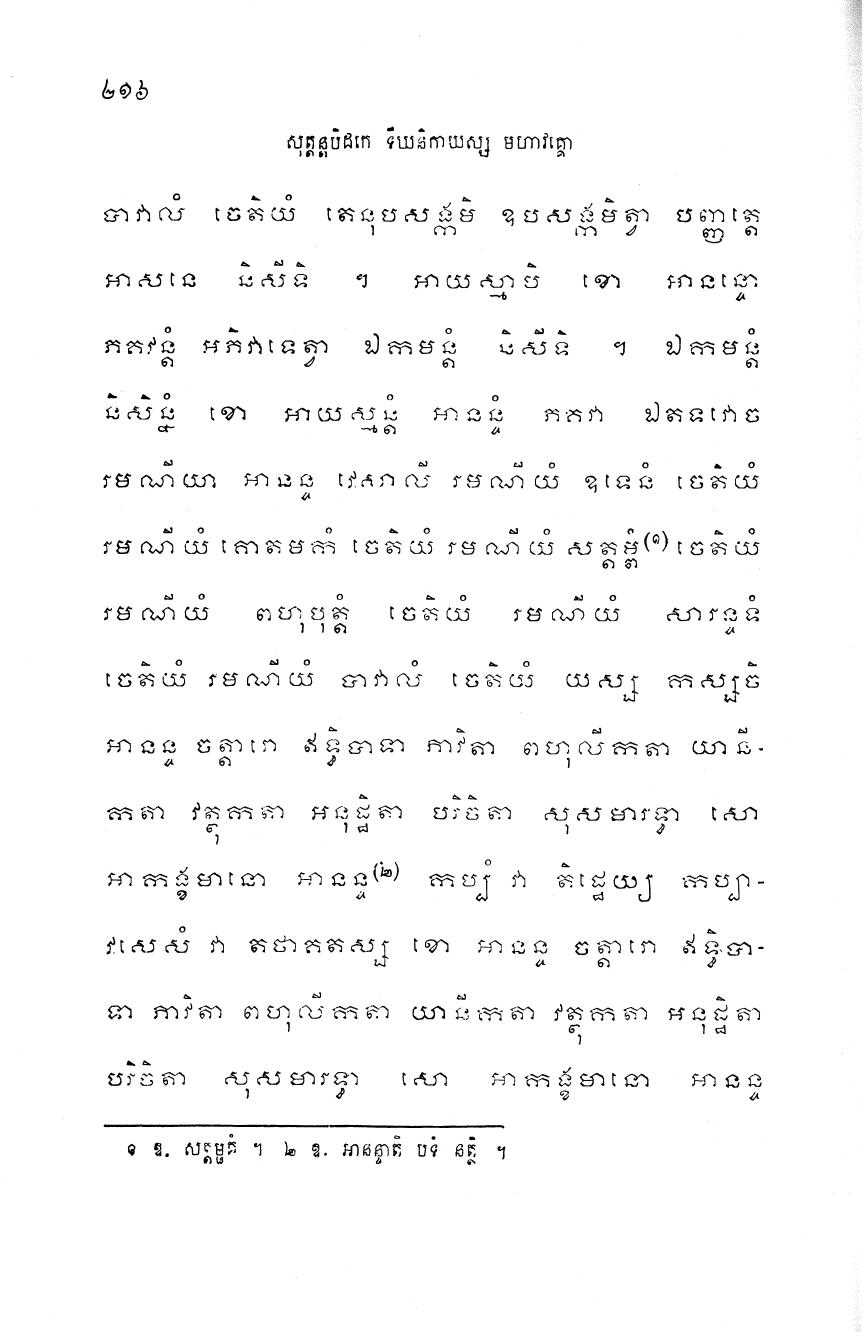 ២១៦
សុត្តន្តបិដកេ ទីឃនិកាយស្ស មហាវគ្គោ
បាវាលំ ចេតិយំ តេនុបសង្កមិ ឧបសង្កមិត្វា បញ្ញត្តេ
អាសនេ និសីទិ ។ អាយស្មាបិ ខោ អានន្ទោ
ភគវន្តំ អភិវាទេត្វា ឯកមន្តំ និសីទិ ។ ឯកមន្តំ
និសិន្នំ ខោ អាយស្មន្តំ អានន្ទំ ភគវា ឯតទវោច
រមណីយា អានន្ទ វេសាលី រមណីយំ ឧទេនំ ចេតិយំ
រមណីយំ គោតមកំ ចេតិយំ រមណីយំ សត្តម្ពំ(១) ចេតិយំ
រមណីយំ ពហុបុត្តំ ចេតិយំ រមណីយំ សារន្ទទំ
ចេតិយំ រមណីយំ បាវាលំ ចេតិយំ យស្ស កស្សចិ
អានន្ទ ចត្តារោ ឥទ្ធិបាទា ភាវិតា ពហុលីកតា យានី-
កតា វត្ថុកតា អនុដ្ឋិតា បរិចិតា សុសមារទ្ធា សោ
អាកង្ខមានោ អានន្ទ(២) កប្បំ វា តិដ្ឋេយ្យ កប្បា-
វសេសំ វា តថាគតស្ស ខោ អានន្ទ ចត្តារោ ឥទ្ធិបា-
ទា ភាវិតា ពហុលីកតា យានីកតា វត្ថុកតា អនុដ្ឋិតា
បរិចិតា សុសមារទ្ធា សោ អាកង្ខមានោ អានន្ទ
១ ឱ. សត្តម្ពកំ ។ ២ ឱ. អានន្ទាតិ បទំ នត្ថិ ។